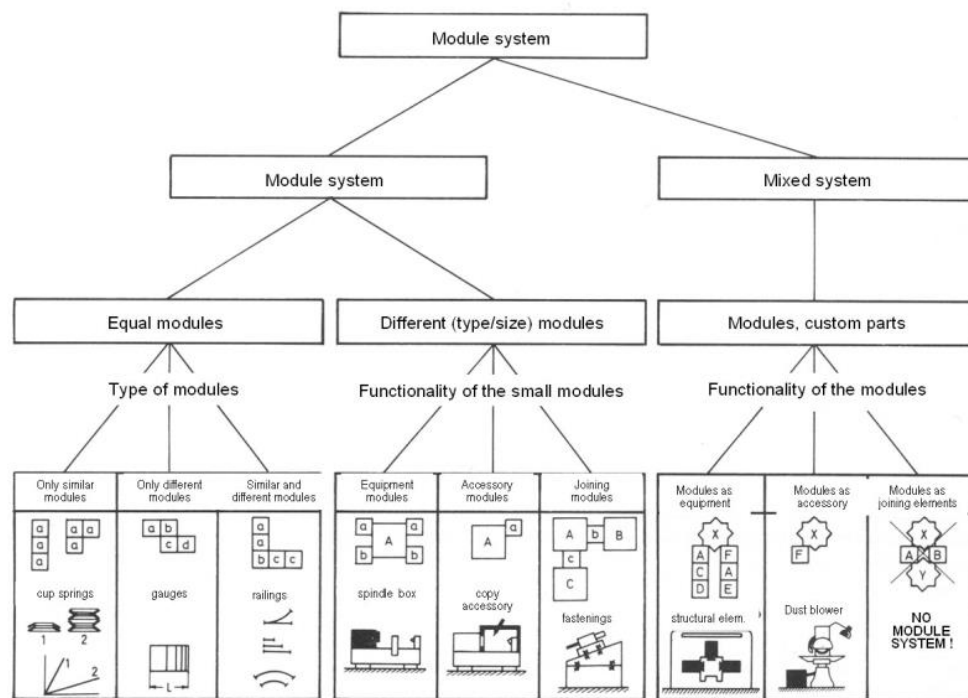 Module system
Module system
Mixed system
Equal modules
Different (type/size) modules
Modules, custom parts
Type of modules
Functionality of the small modules
Functionality of the modules
Only similar
modules
Only different
modules
Similar and
different modules
Equipment
modules
Accessory
modules
Joining
modules
Modules as
equipment
Modules as
accessory
Modules as
joining elements
a
a a
a
a
a
a b
c d
a
a
b c c
a
A
a
b
b
A
a
A
b
B
c
C
X
A F
C A
D E
X
F
X
A B
Y
cup springs
gauges
railings
spindle box
copy
accessory
fastenings
structural elem.
Dust blower
NO
MODULE
SYSTEM !
1
2
1
2
L